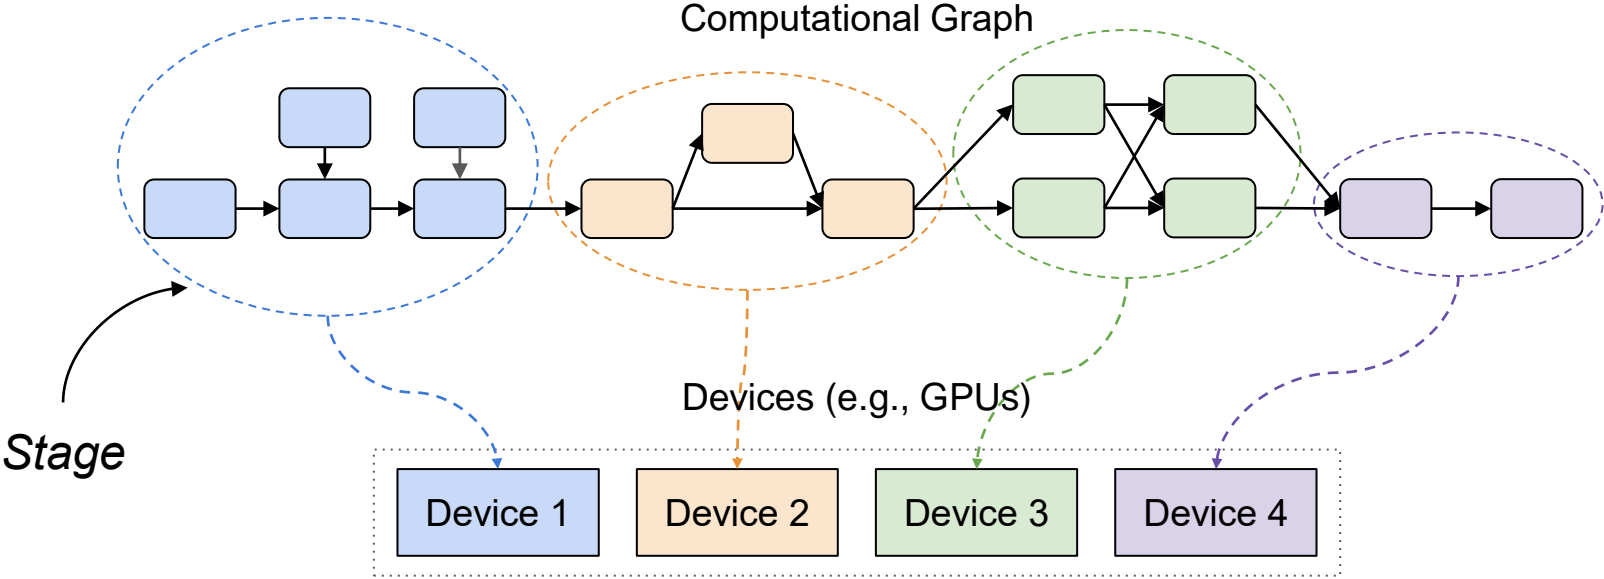 Computational Graph
Stage
Devices (e.g., GPUs)
Device 1
Device 2
Device 3
Device 4